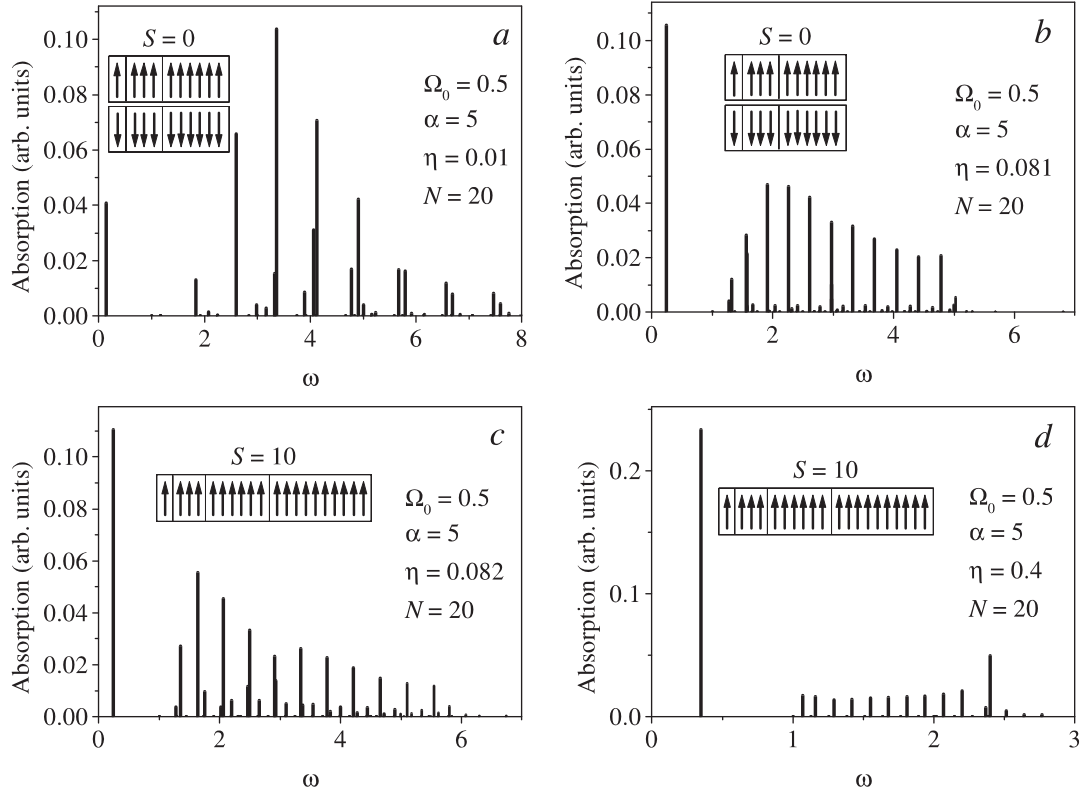 a
S = 0
Ω₀ = 0.5
α = 5
η = 0.01
N = 20
Absorption (arb. units)
0.10
0.08
0.06
0.04
0.02
0.00
0 2 4 6 8
ω
b
S = 0
Ω₀ = 0.5
α = 5
η = 0.081
N = 20
Absorption (arb. units)
0.10
0.08
0.06
0.04
0.02
0.00
0 2 4 6
ω
c
S = 10
Ω₀ = 0.5
α = 5
η = 0.082
N = 20
Absorption (arb. units)
0.10
0.08
0.06
0.04
0.02
0.00
0 2 4 6
ω
d
S = 10
Ω₀ = 0.5
α = 5
η = 0.4
N = 20
Absorption (arb. units)
0.2
0.1
0.0
0 1 2 3
ω